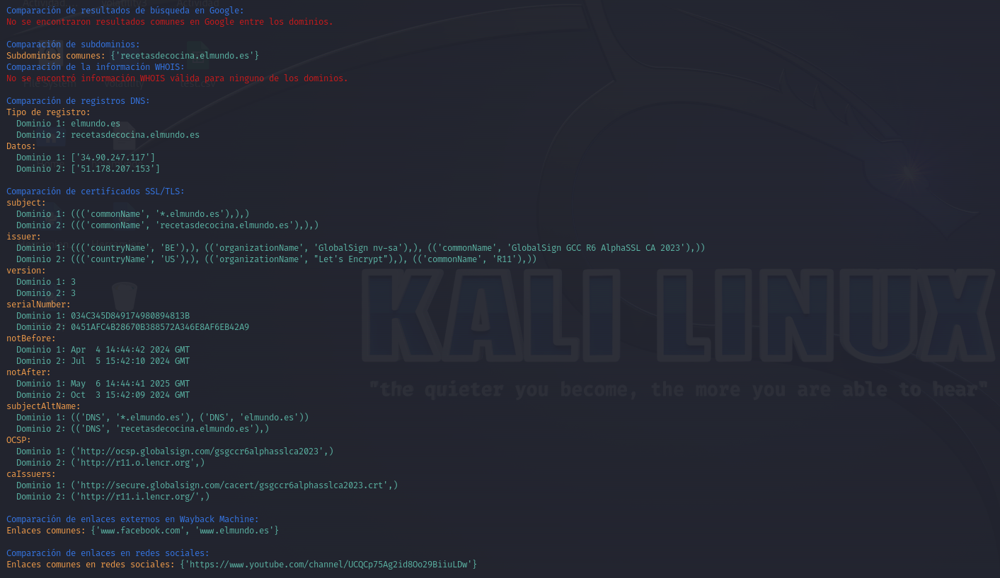 Actividad volatility3 Actividad
Comparación de resultados de búsqueda en Google:
No se encontraron resultados comunes en Google entre los dominios.
Comparación de subdominios:
Subdominios comunes: {'recetasdecocina.elmundo.es'}
Comparación de la información WHOIS:
No se encontró información WHOIS válida para ninguno de los dominios.
File System volatility
Comparación de registros DNS:
Tipo de registro:
  Dominio 1: elmundo.es
  Dominio 2: recetasdecocina.elmundo.es
Datos:
  Dominio 1: ['34.90.247.117']
  Dominio 2: ['51.178.207.153']
Comparación de certificados SSL/TLS:
subject:
  Dominio 1: ((('commonName', '*.elmundo.es'),),)
  Dominio 2: ((('commonName', 'recetasdecocina.elmundo.es'),),)
issuer:
  Dominio 1: ((('countryName', 'BE'),), (('organizationName', 'GlobalSign nv-sa'),), (('commonName', 'GlobalSign GCC R6 AlphaSSL CA 2023'),))
  Dominio 2: ((('countryName', 'US'),), (('organizationName', "Let's Encrypt"),), (('commonName', 'R11'),))
version:
  Dominio 1: 3
  Dominio 2: 3
serialNumber:
  Dominio 1: 034C345D849174980894813B
  Dominio 2: 0451AFC4B28670B388572A346E8AF6EB42A9
notBefore:
  Dominio 1: Apr  4 14:44:42 2024 GMT
  Dominio 2: Jul  5 15:42:10 2024 GMT
notAfter:
  Dominio 1: May  6 14:44:41 2025 GMT
  Dominio 2: Oct  3 15:42:09 2024 GMT
subjectAltName:
  Dominio 1: (('DNS', '*.elmundo.es'), ('DNS', 'elmundo.es'))
  Dominio 2: (('DNS', 'recetasdecocina.elmundo.es'),)
OCSP:
  Dominio 1: ('http://ocsp.globalsign.com/gsgccr6alphasslca2023',)
  Dominio 2: ('http://r11.o.lencr.org',)
caIssuers:
  Dominio 1: ('http://secure.globalsign.com/cacert/gsgccr6alphasslca2023.crt',)
  Dominio 2: ('http://r11.i.lencr.org/',)
Comparación de enlaces externos en Wayback Machine:
Enlaces comunes: {'www.facebook.com', 'www.elmundo.es'}
Comparación de enlaces en redes sociales:
Enlaces comunes en redes sociales: {'https://www.youtube.com/channel/UCQCp75Ag2id8Oo29BiiuLDw'}
KALI LINUX
"the quieter you become, the more you are able to hear"